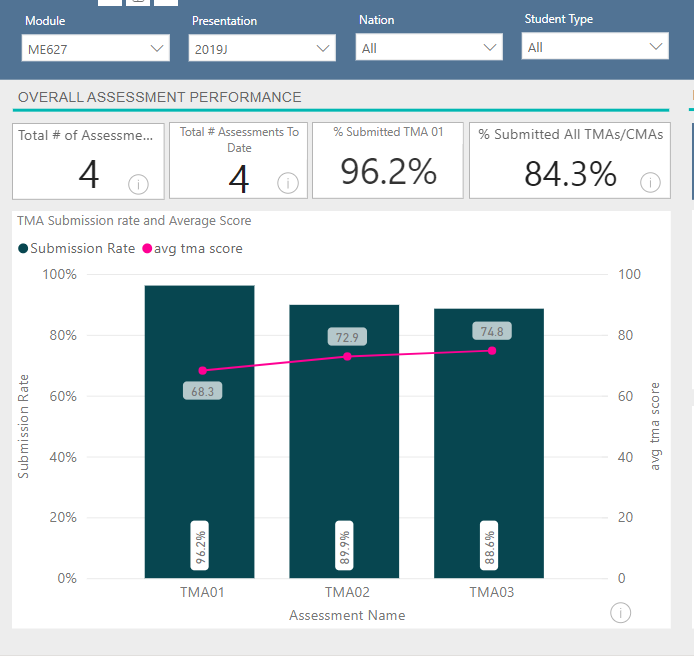 Module
Presentation
Nation
Student Type
ME627
2019J
All
All
OVERALL ASSESSMENT PERFORMANCE
Total # of Assessme...
4
Total # Assessments To
Date
4
% Submitted TMA 01
96.2%
% Submitted All TMAs/CMAs
84.3%
TMA Submission rate and Average Score
Submission Rate
avg tma score
100%
80%
60%
40%
20%
0%
Submission Rate
68.3
72.9
74.8
96.2%
89.9%
88.6%
100
80
60
40
20
0
avg tma score
TMA01
TMA02
TMA03
Assessment Name